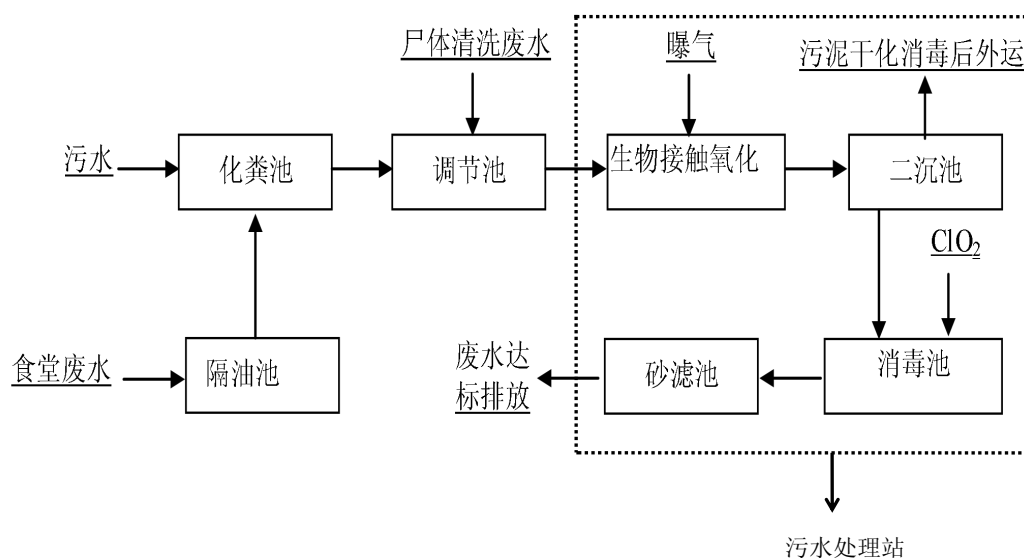 尸体清洗废水
曝气
污泥干化消毒后外运
污水
化粪池
调节池
生物接触氧化
二沉池
ClO₂
食堂废水
隔油池
废水达
标排放
砂滤池
消毒池
污水处理站